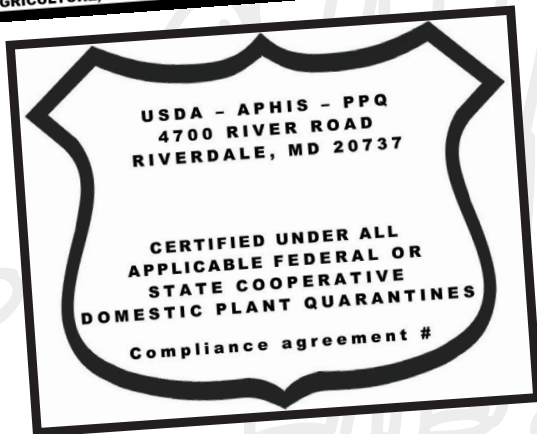 USDA – APHIS – PPQ
4700 RIVER ROAD
RIVERDALE, MD 20737
CERTIFIED UNDER ALL
APPLICABLE FEDERAL OR
STATE COOPERATIVE
DOMESTIC PLANT QUARANTINES
Compliance agreement #